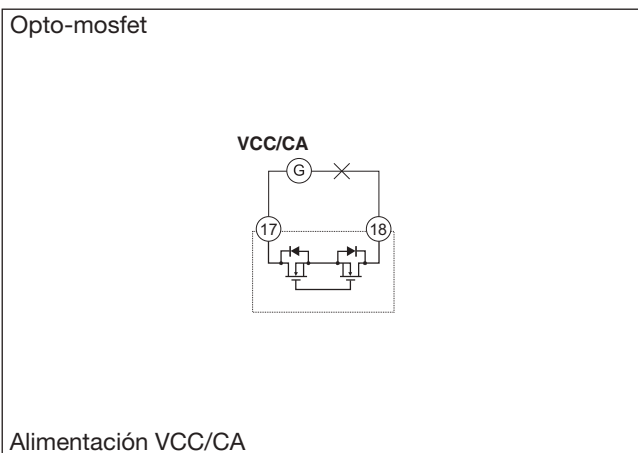 Opto-mosfet
VCC/CA
G
17 18
Alimentación VCC/CA